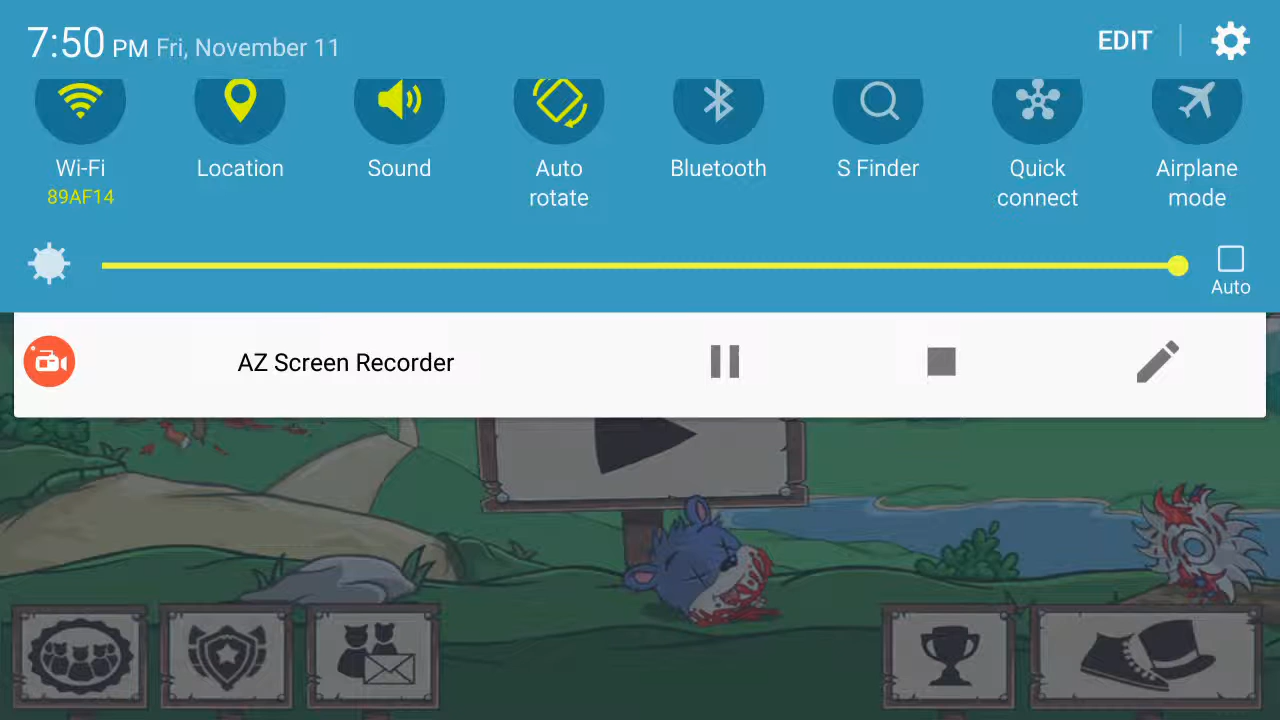 7:50 PM Fri, November 11
EDIT
Wi-Fi
89AF14
Location
Sound
Auto
rotate
Bluetooth
S Finder
Quick
connect
Airplane
mode
Auto
AZ Screen Recorder